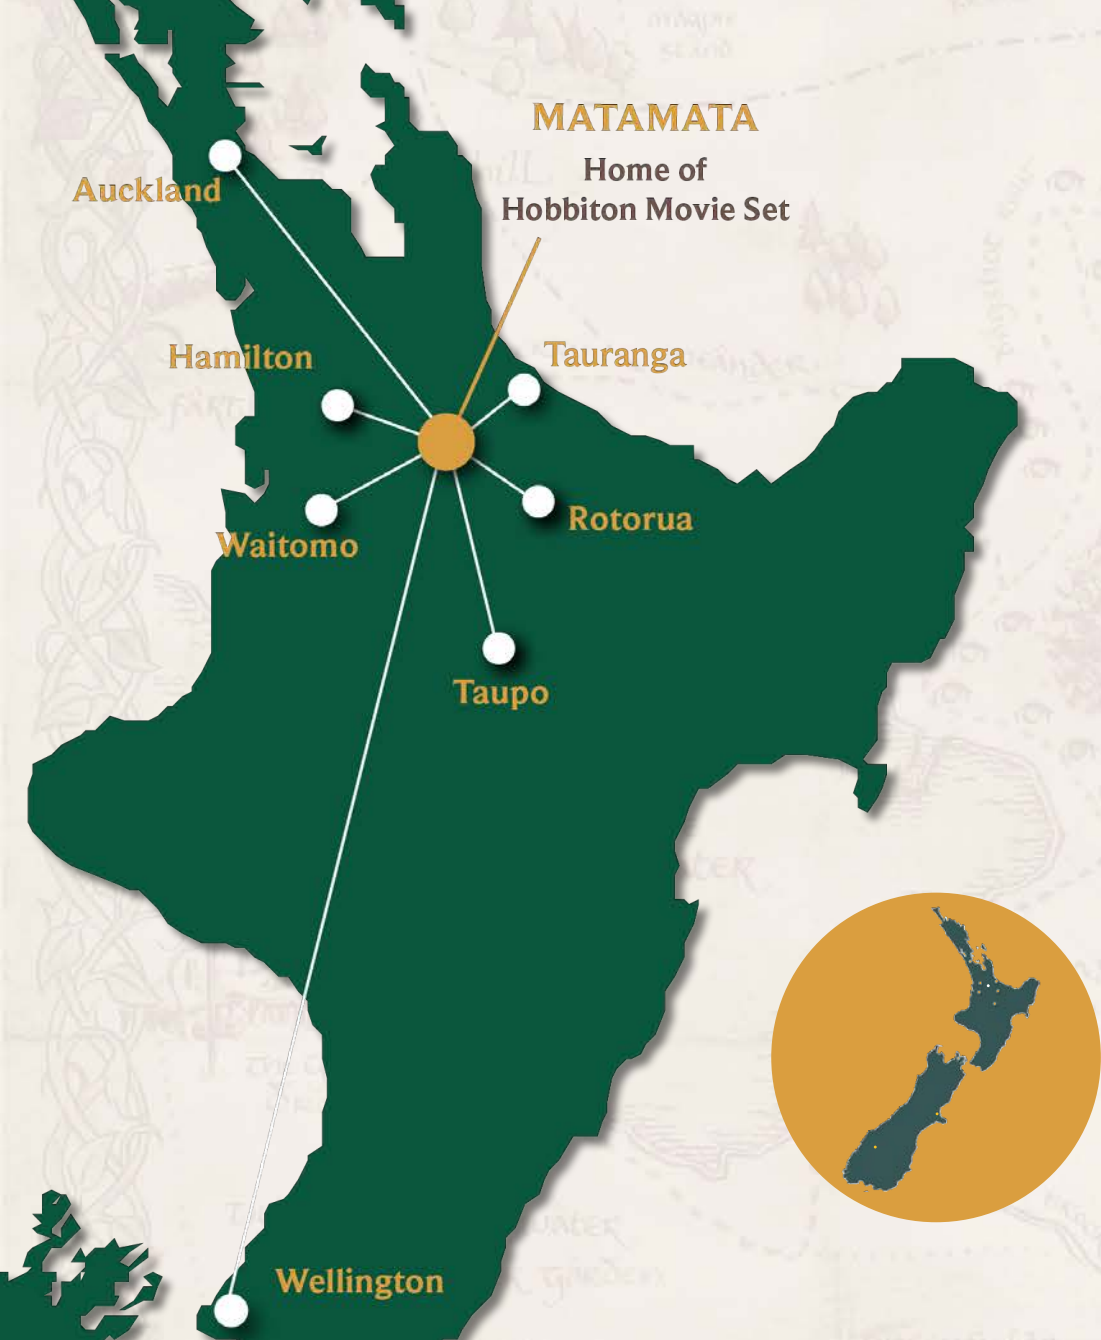 MATAMATA
Home of
Hobbiton Movie Set
Auckland
Hamilton
Tauranga
Waitomo
Rotorua
Taupo
Wellington